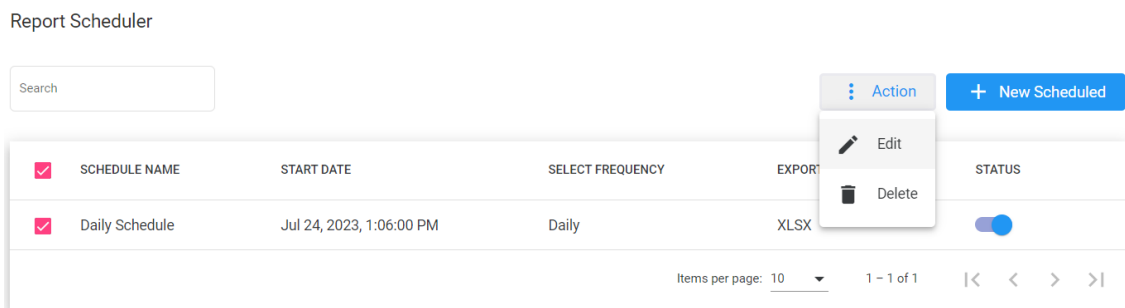 Report Scheduler
Search
Action
+ New Scheduled
Edit
Delete
SCHEDULE NAME START DATE SELECT FREQUENCY EXPORT STATUS
Daily Schedule Jul 24, 2023, 1:06:00 PM Daily XLSX
Items per page: 10 1 – 1 of 1